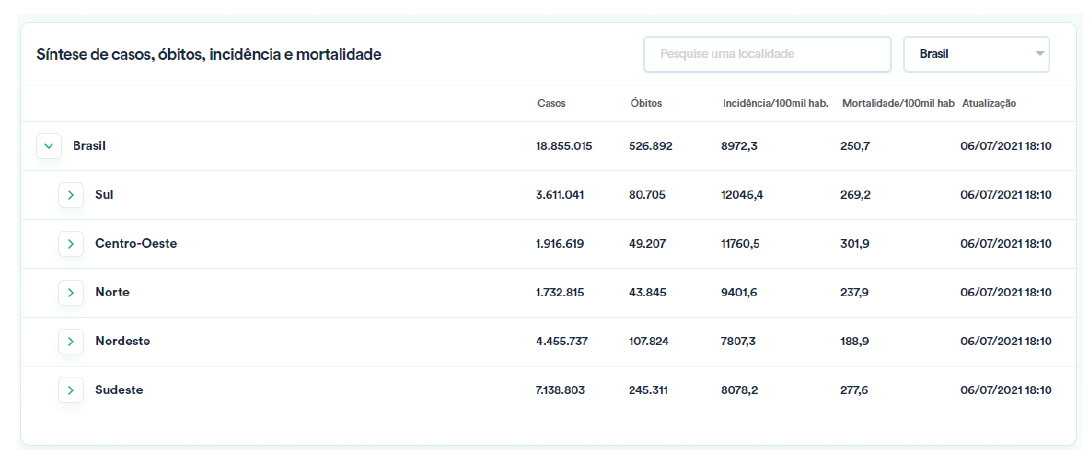 Síntese de casos, óbitos, incidência e mortalidade
Pesquise uma localidade
Brasil
Casos Óbitos Incidência/100mil hab. Mortalidade/100mil hab Atualização
Brasil 18.855.015 526.892 8972,3 250,7 06/07/2021 18:10
Sul 3.611.041 80.705 12046,4 269,2 06/07/2021 18:10
Centro-Oeste 1.916.619 49.207 11760,5 301,9 06/07/2021 18:10
Norte 1.732.815 43.845 9401,6 237,9 06/07/2021 18:10
Nordeste 4.455.737 107.824 7807,3 188,9 06/07/2021 18:10
Sudeste 7.138.803 245.311 8078,2 277,6 06/07/2021 18:10